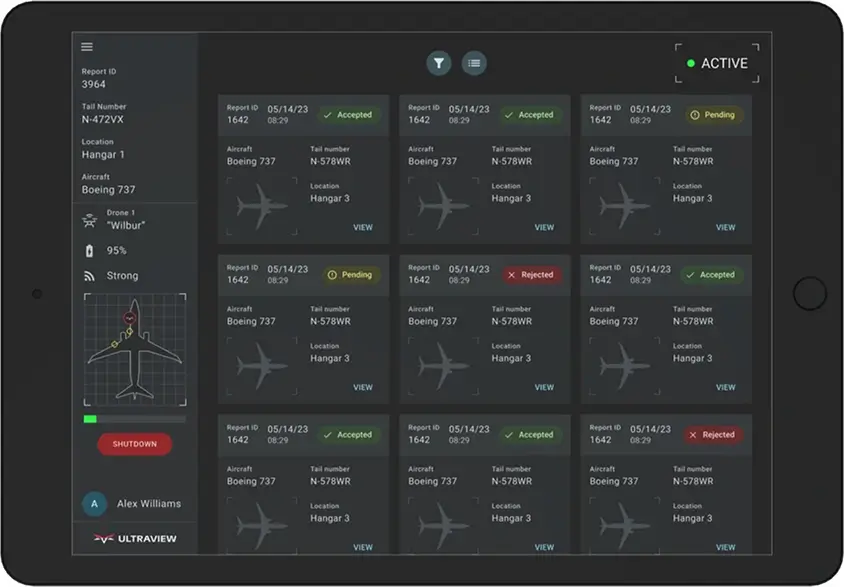 Report ID
3964
Tail Number
N-472VX
Location
Hangar 1
Aircraft
Boeing 737
Drone 1
"Wilbur"
95%
Strong
SHUTDOWN
A Alex Williams
ULTRAVIEW
ACTIVE
Report ID 05/14/23 Accepted
1642 08:29
Aircraft Tail number
Boeing 737 N-578WR
Location
Hangar 3
VIEW
Report ID 05/14/23 Accepted
1642 08:29
Aircraft Tail number
Boeing 737 N-578WR
Location
Hangar 3
VIEW
Report ID 05/14/23 Pending
1642 08:29
Aircraft Tail number
Boeing 737 N-578WR
Location
Hangar 3
VIEW
Report ID 05/14/23 Pending
1642 08:29
Aircraft Tail number
Boeing 737 N-578WR
Location
Hangar 3
VIEW
Report ID 05/14/23 Rejected
1642 08:29
Aircraft Tail number
Boeing 737 N-578WR
Location
Hangar 3
VIEW
Report ID 05/14/23 Accepted
1642 08:29
Aircraft Tail number
Boeing 737 N-578WR
Location
Hangar 3
VIEW
Report ID 05/14/23 Accepted
1642 08:29
Aircraft Tail number
Boeing 737 N-578WR
Location
Hangar 3
VIEW
Report ID 05/14/23 Accepted
1642 08:29
Aircraft Tail number
Boeing 737 N-578WR
Location
Hangar 3
VIEW
Report ID 05/14/23 Rejected
1642 08:29
Aircraft Tail number
Boeing 737 N-578WR
Location
Hangar 3
VIEW